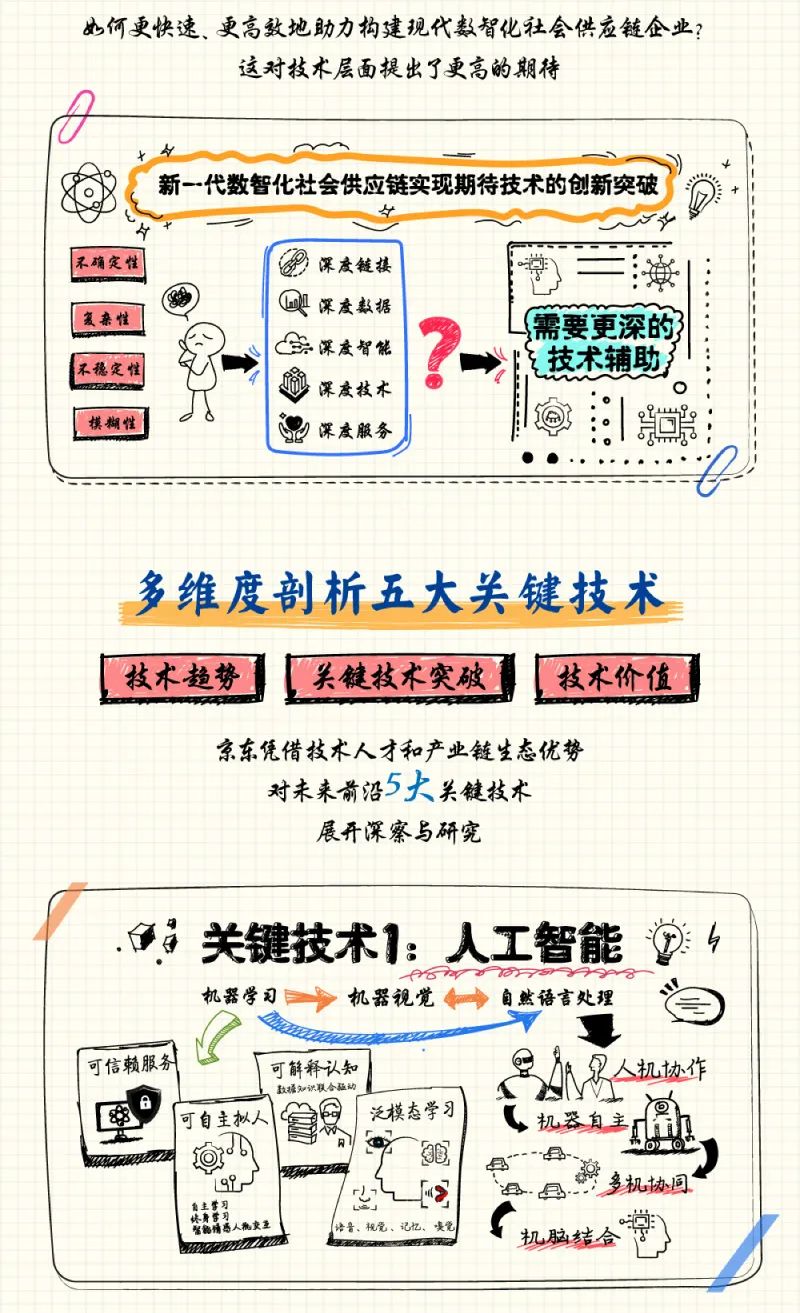 如何更快速、更高效地助力构建现代数智化社会供应链企业？
这对技术层面提出了更高的期待
新一代数智化社会供应链实现期待技术的创新突破
不确定性
复杂性
不稳定性
模糊性
深度链接
深度数据
深度智能
深度技术
深度服务
?
需要更深的
技术辅助
多维度剖析五大关键技术
技术趋势
关键技术突破
技术价值
京东凭借技术人才和产业链生态优势
对未来前沿5大关键技术
展开深察与研究
关键技术1：人工智能
机器学习
机器视觉
自然语言处理
可信赖服务
可解释认知
数据知识联合驱动
可自主拟人
自主学习
终身学习
智能情感人机交互
泛模态学习
语音、视觉、记忆、嗅觉
人机协作
机器自主
多机协同
机脑结合